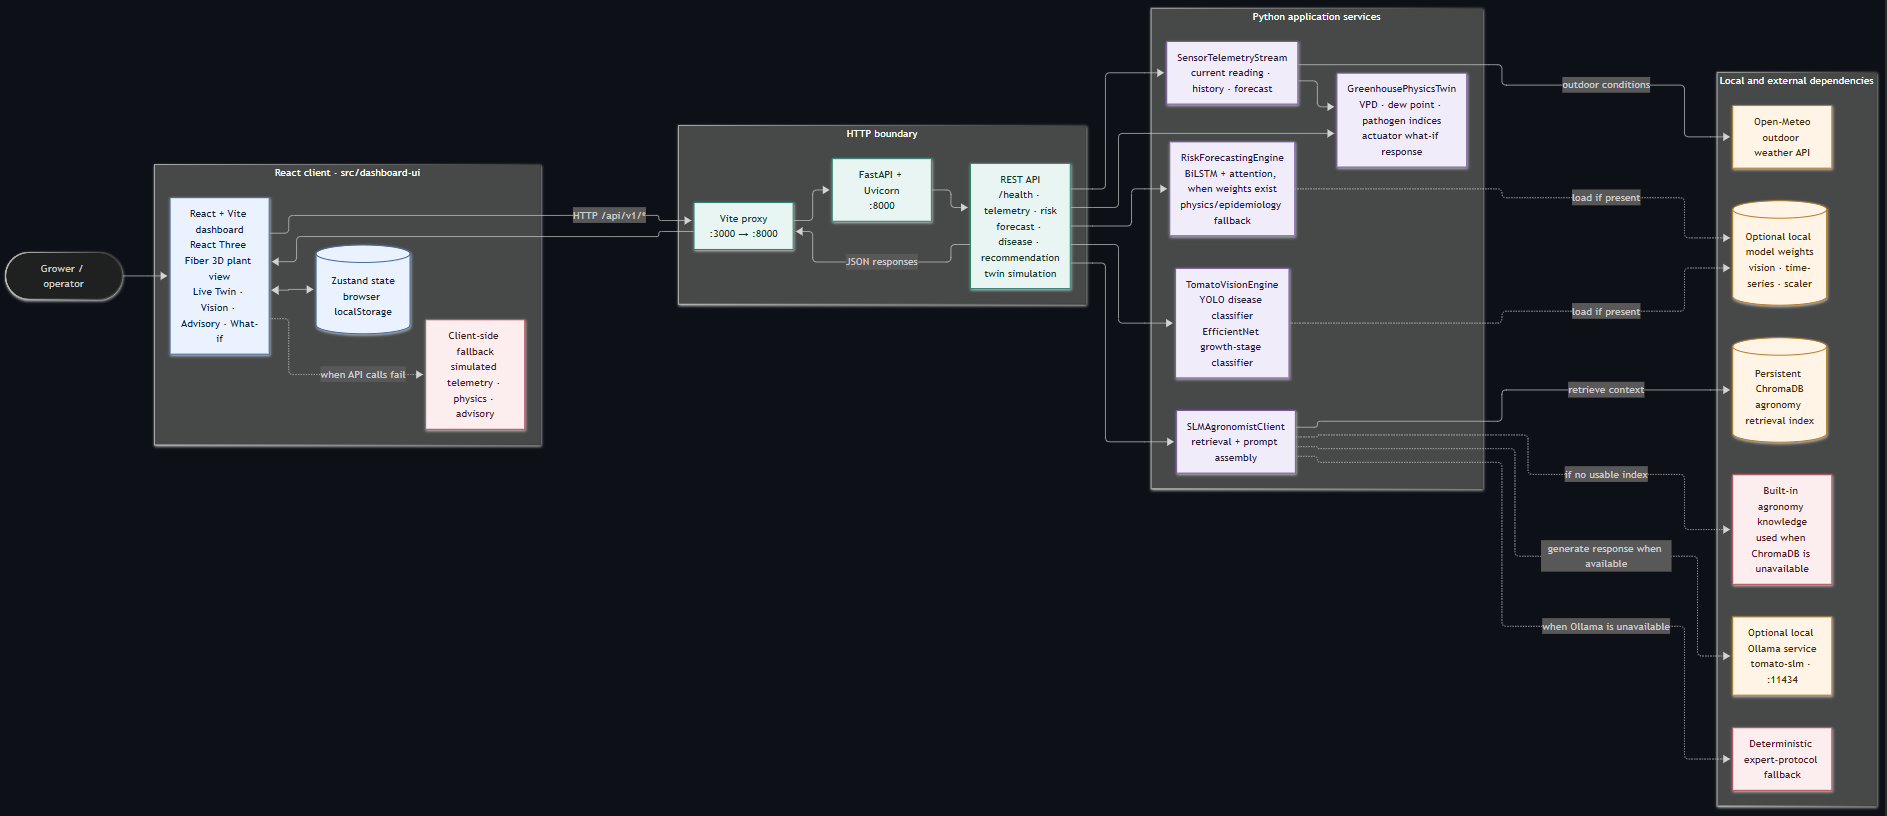 Python application services
SensorTelemetryStream
current reading ·
history · forecast
GreenhousePhysicsTwin
VPD · dew point ·
pathogen indices
actuator what-if
response
RiskForecastingEngine
BiLSTM + attention,
when weights exist
physics/epidemiology
fallback
TomatoVisionEngine
YOLO disease
classifier
EfficientNet
growth-stage
classifier
SLMAgronomistClient
retrieval + prompt
assembly
HTTP boundary
Vite proxy
:3000 → :8000
FastAPI +
Uvicorn
:8000
REST API
/health ·
telemetry · risk
forecast ·
disease ·
recommendation
twin simulation
JSON responses
React client - src/dashboard-ui
React + Vite
dashboard
React Three
Fiber 3D plant
view
Live Twin ·
Vision ·
Advisory · What-
if
Zustand state
browser
localStorage
Client-side
fallback
simulated
telemetry ·
physics ·
advisory
when API calls fail
HTTP /api/v1/*
Grower /
operator
outdoor conditions
load if present
load if present
retrieve context
if no usable index
generate response when
available
when Ollama is unavailable
Local and external dependencies
Open-Meteo
outdoor
weather API
Optional local
model weights
vision · time-
series · scaler
Persistent
ChromaDB
agronomy
retrieval index
Built-in
agronomy
knowledge
used when
ChromaDB is
unavailable
Optional local
Ollama service
tomato-slm ·
:11434
Deterministic
expert-protocol
fallback